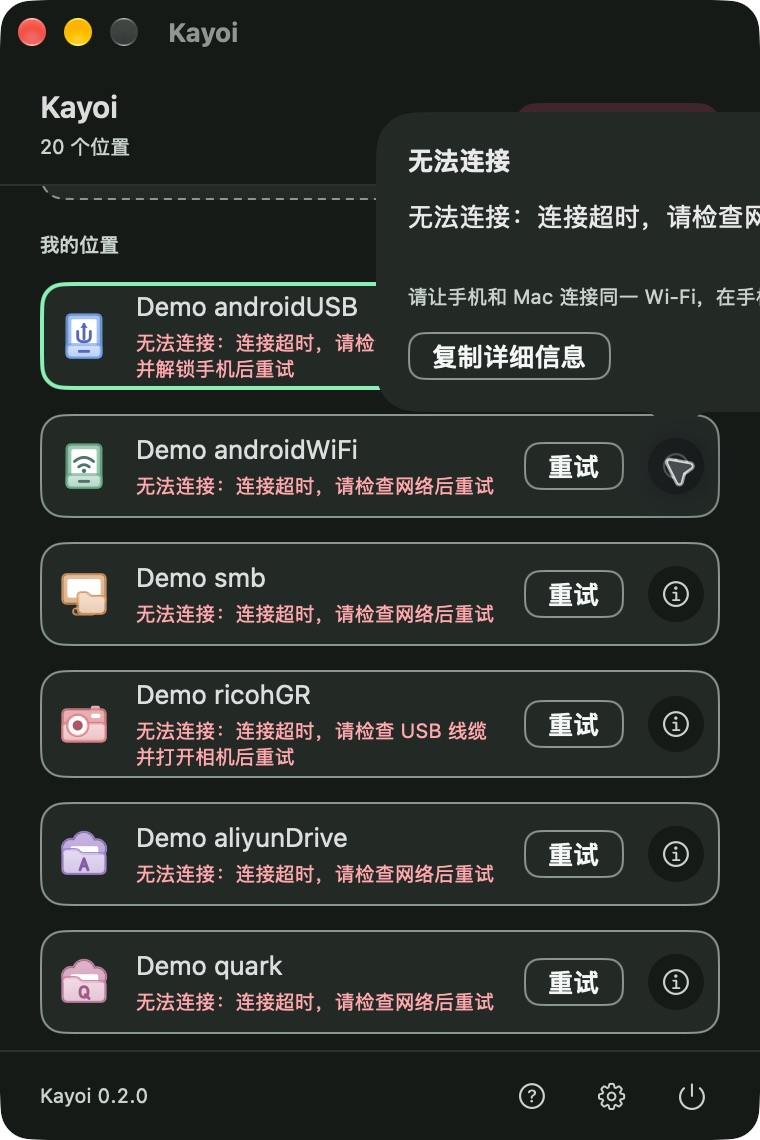 Kayoi
Kayoi
20 个位置
无法连接
无法连接：连接超时，请检查网
请让手机和 Mac 连接同一 Wi-Fi，在手
复制详细信息
我的位置
Demo androidUSB
无法连接：连接超时，请检
并解锁手机后重试
Demo androidWiFi
无法连接：连接超时，请检查网络后重试
重试
Demo smb
无法连接：连接超时，请检查网络后重试
重试
Demo ricohGR
无法连接：连接超时，请检查 USB 线缆
并打开相机后重试
重试
Demo aliyunDrive
无法连接：连接超时，请检查网络后重试
重试
A
Demo quark
无法连接：连接超时，请检查网络后重试
重试
Q
Kayoi 0.2.0